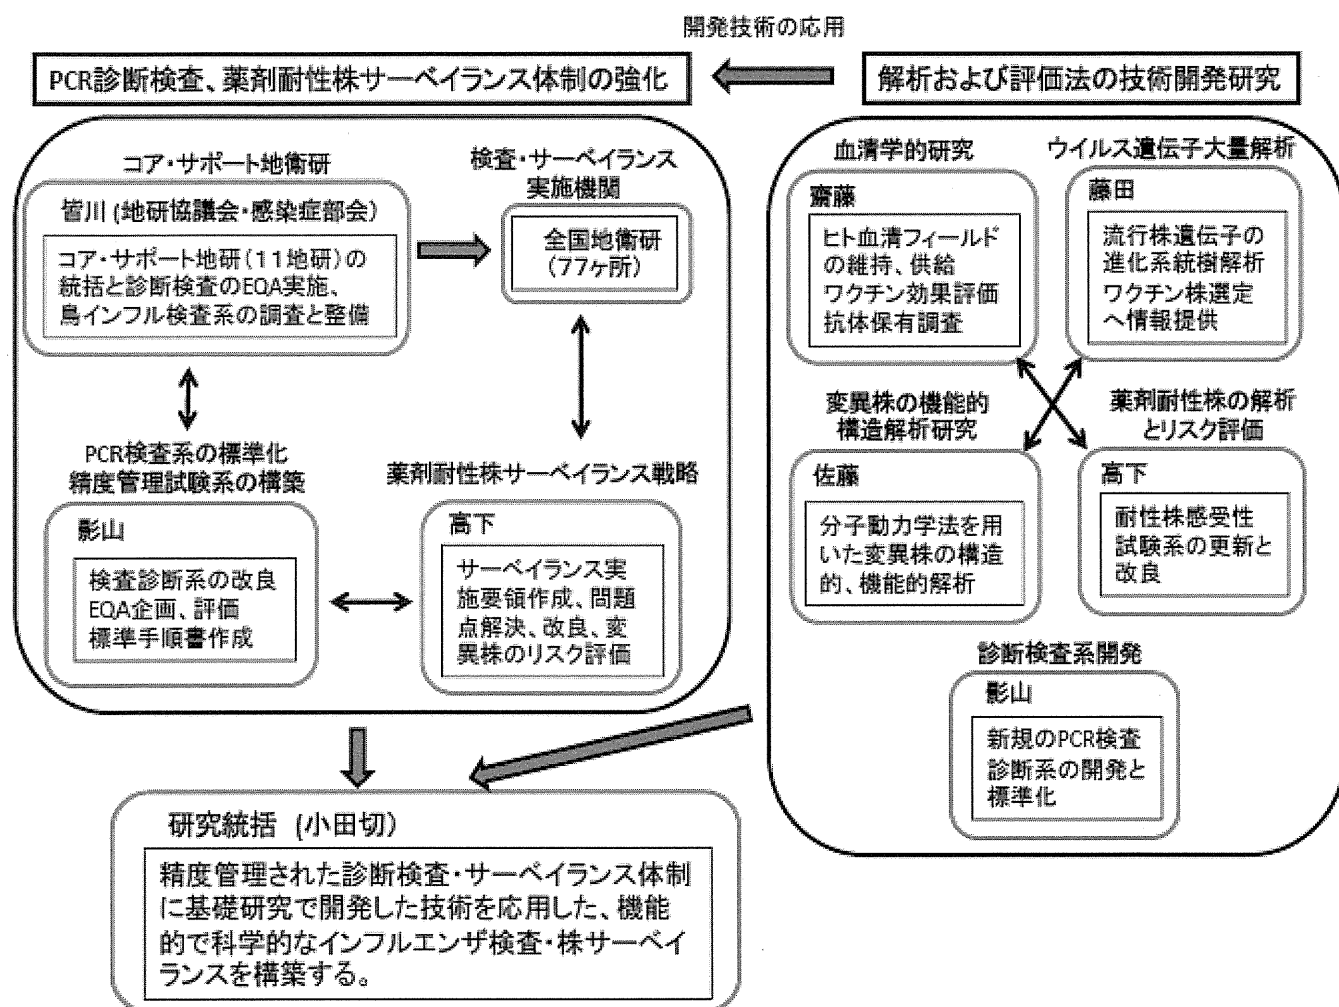 開発技術の応用
PCR診断検査、薬剤耐性株サーベイランス体制の強化
解析および評価法の技術開発研究
コア・サポート地衛研
皆川 (地研協議会・感染症部会)
コア・サポート地研(11地研)の
統括と診断検査のEQA実施、
鳥インフル検査系の調査と整備
検査・サーベイランス
実施機関
全国地衛研
(77ヶ所)
PCR検査系の標準化
精度管理試験系の構築
影山
検査診断系の改良
EQA企画、評価
標準手順書作成
薬剤耐性株サーベイランス戦略
高下
サーベイランス実
施要領作成、問題
点解決、改良、変
異株のリスク評価
血清学的研究
齋藤
ヒト血清フィールド
の維持、供給
ワクチン効果評価
抗体保有調査
ウイルス遺伝子大量解析
藤田
流行株遺伝子の
進化系統樹解析
ワクチン株選定
へ情報提供
変異株の機能的
構造解析研究
佐藤
分子動力学法を用
いた変異株の構造
的、機能的解析
薬剤耐性株の解析
とリスク評価
高下
耐性株感受性
試験系の更新と
改良
診断検査系開発
影山
新規のPCR検査
診断系の開発と
標準化
研究統括 (小田切)
精度管理された診断検査・サーベイランス体制
に基礎研究で開発した技術を応用した、機能
的で科学的なインフルエンザ検査・株サーベイ
ランスを構築する。